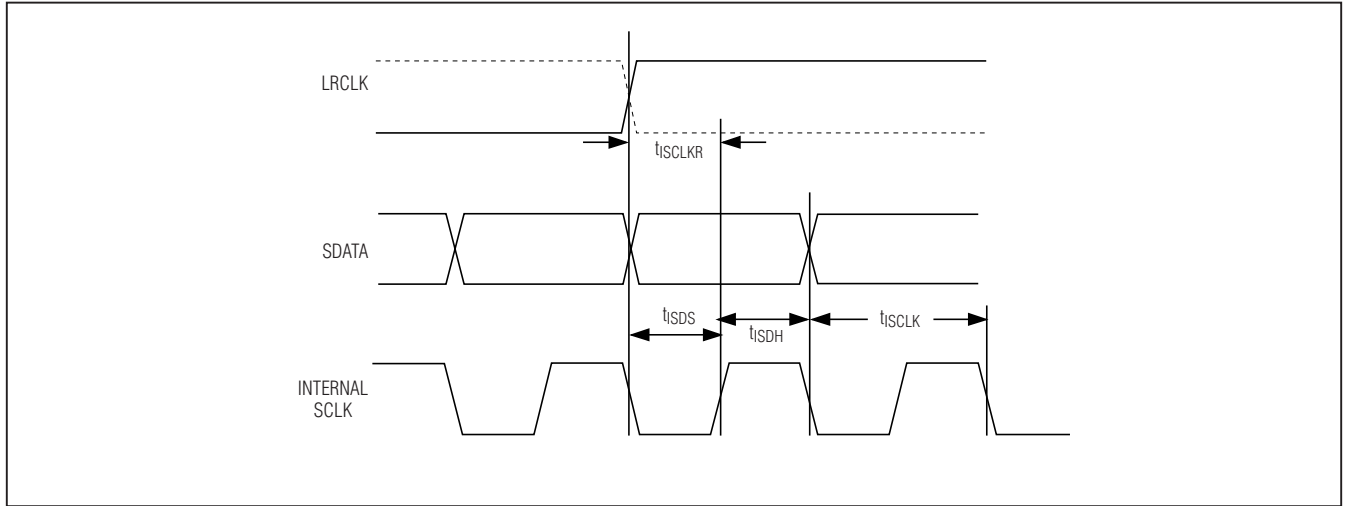 LRCLK
tISCLKR
SDATA
tISDS
tISDH
tISCLK
INTERNAL
SCLK